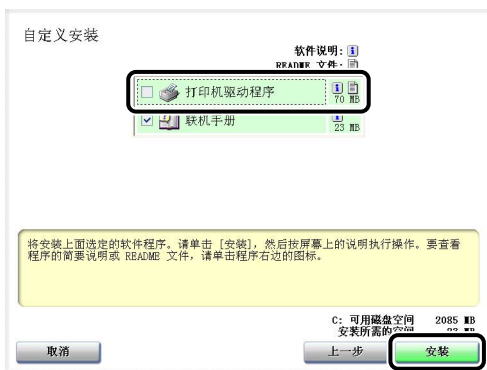 自定义安装
软件说明:
README 文件:
打印机驱动程序
70 MB
联机手册
23 MB
将安装上面选定的软件程序。请单击 [安装],然后按屏幕上的说明执行操作。要查看
程序的简要说明或 README 文件,请单击程序右边的图标。
C: 可用磁盘空间 2085 MB
安装所需的空间 23 MB
取消 上一步 安装